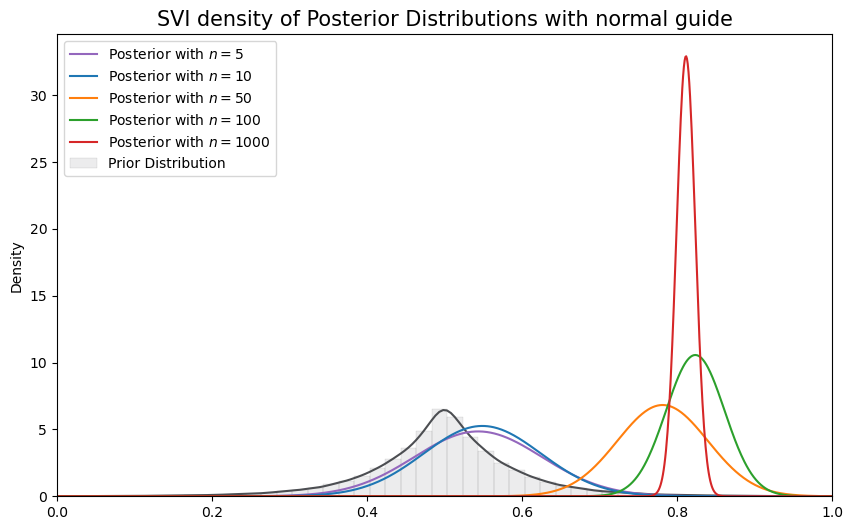 SVI density of Posterior Distributions with normal guide
Posterior with n = 5
Posterior with n = 10
Posterior with n = 50
Posterior with n = 100
Posterior with n = 1000
Prior Distribution
Density
30
25
20
15
10
5
0
0.0 0.2 0.4 0.6 0.8 1.0